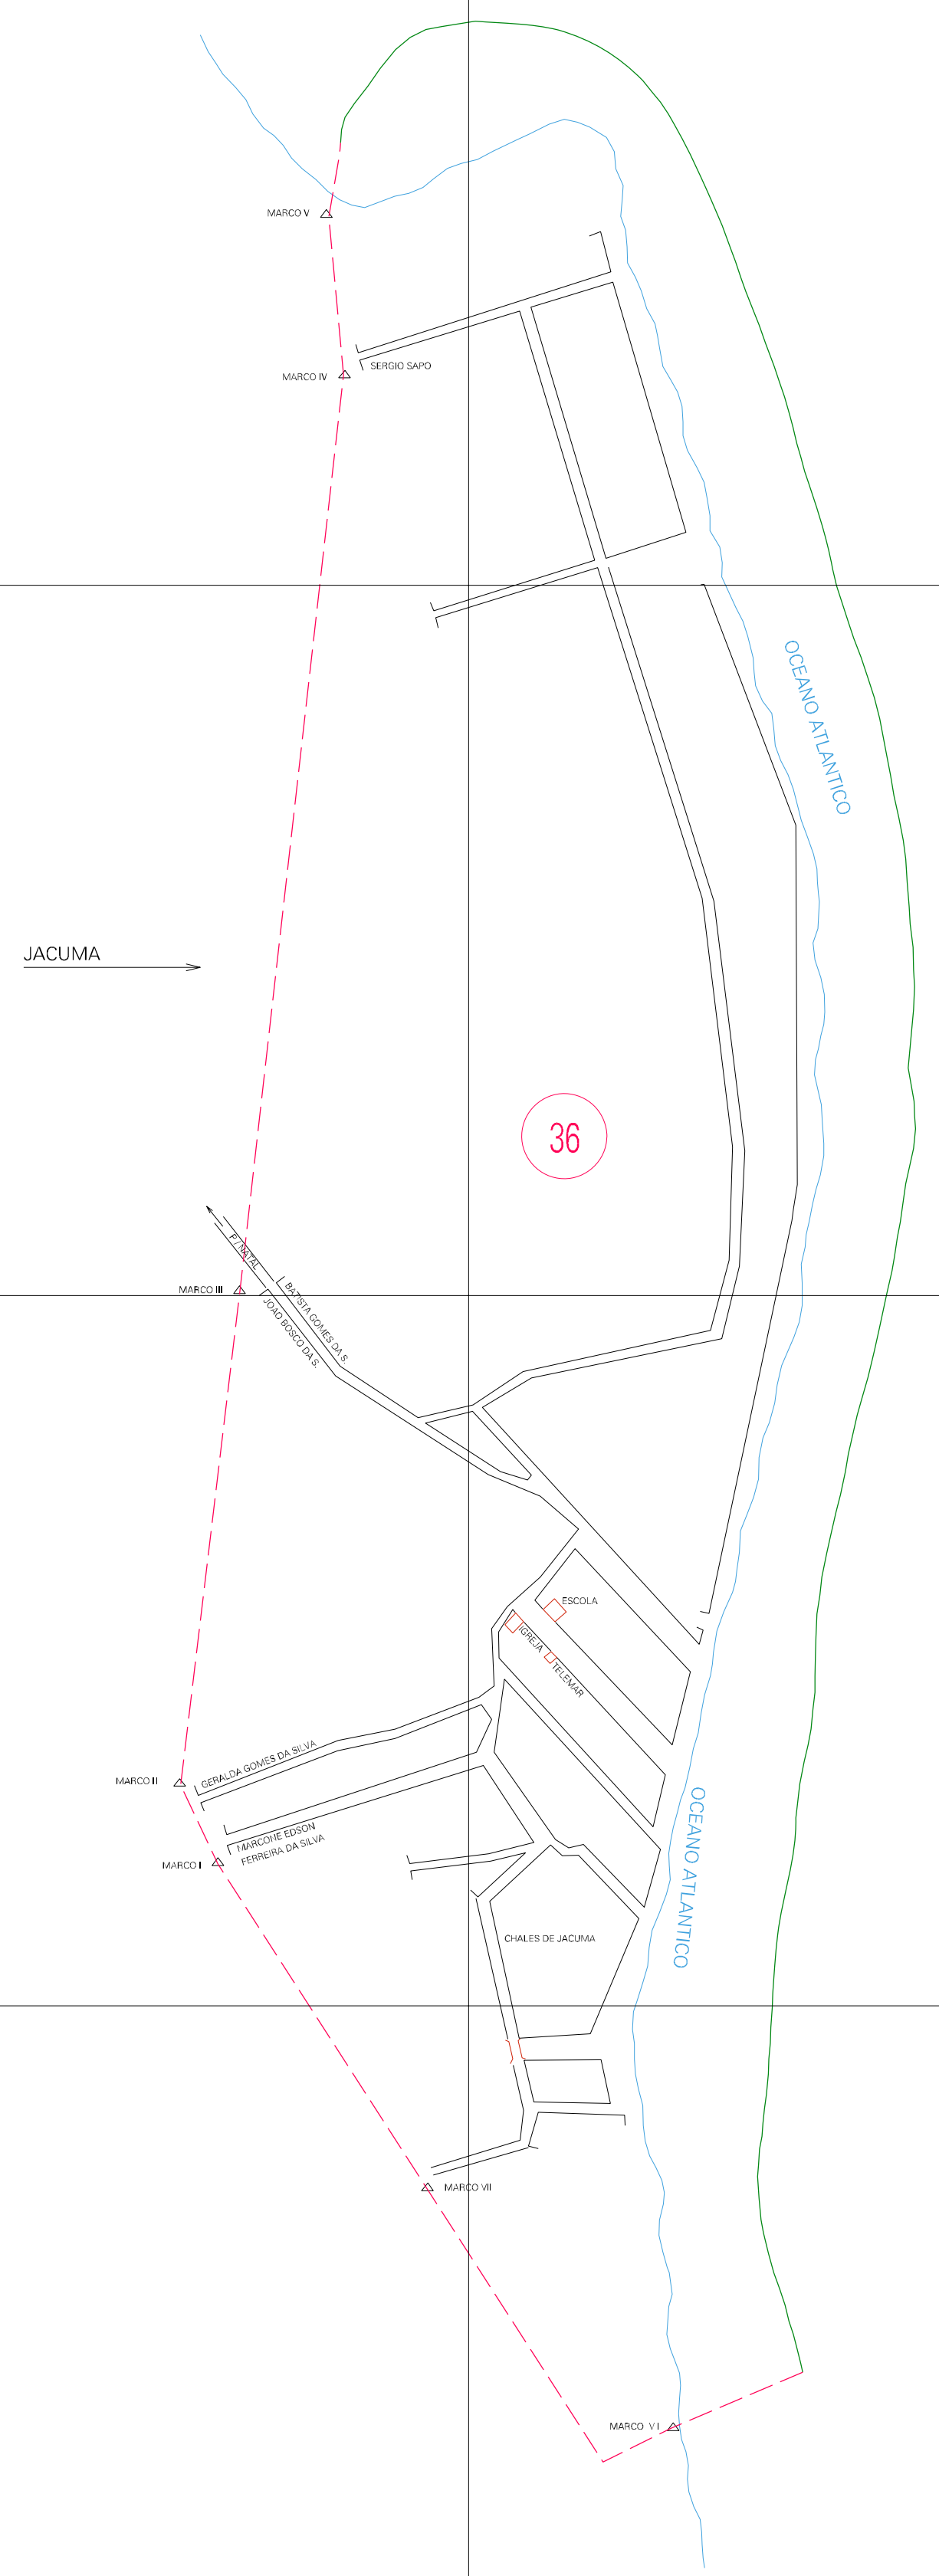 MARCO V
SERGIO SAPO
MARCO IV
OCEANO ATLANTICO
JACUMA
36
P/ NATAL
MARCO III
BATISTA GOMES DA S.
JOAO BOSCO DA S.
ESCOLA
IGREJA
TELEMAR
GERALDA GOMES DA SILVA
MARCO II
MARCONE EDSON
FERREIRA DA SILVA
MARCO I
OCEANO ATLANTICO
CHALES DE JACUMA
MARCO VII
MARCO VI